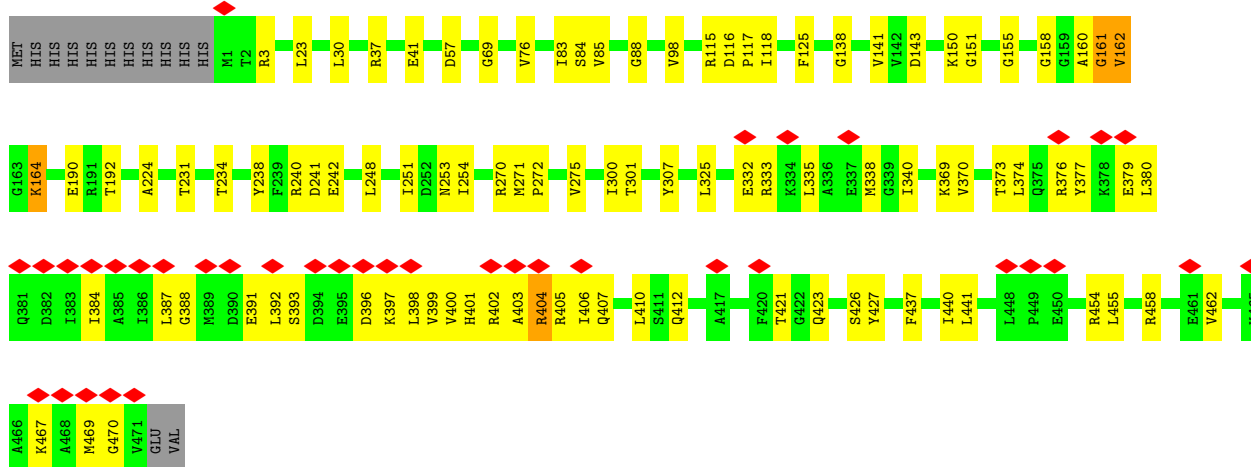 MET HIS HIS HIS HIS HIS HIS HIS HIS HIS M1 T2 R3 L23 L30 R37 E41 D57 G69 V76 I83 S84 V85 G88 V98 R115 D116 P117 I118 F125 G138 V141 V142 D143 K150 G151 G155 G158 G159 A160 G161 V162
G163 K164 E190 R191 T192 A224 T231 T234 Y238 F239 R240 D241 E242 L248 I251 D252 N253 I254 R270 M271 P272 V275 I300 T301 Y307 L325 E332 R333 K334 L335 A336 E337 M338 G339 I340 K369 V370 T373 L374 Q375 R376 Y377 K378 E379 L380
Q381 D382 I383 I384 A385 I386 L387 G388 M389 D390 E391 L392 S393 D394 E395 D396 K397 L398 V399 V400 H401 R402 A403 R404 R405 I406 Q407 L410 S411 Q412 A417 F420 T421 G422 Q423 S426 Y427 F437 I440 L441 L448 P449 E450 R454 L455 R458 E461 V462
A466 K467 A468 M469 G470 V471 GLU VAL